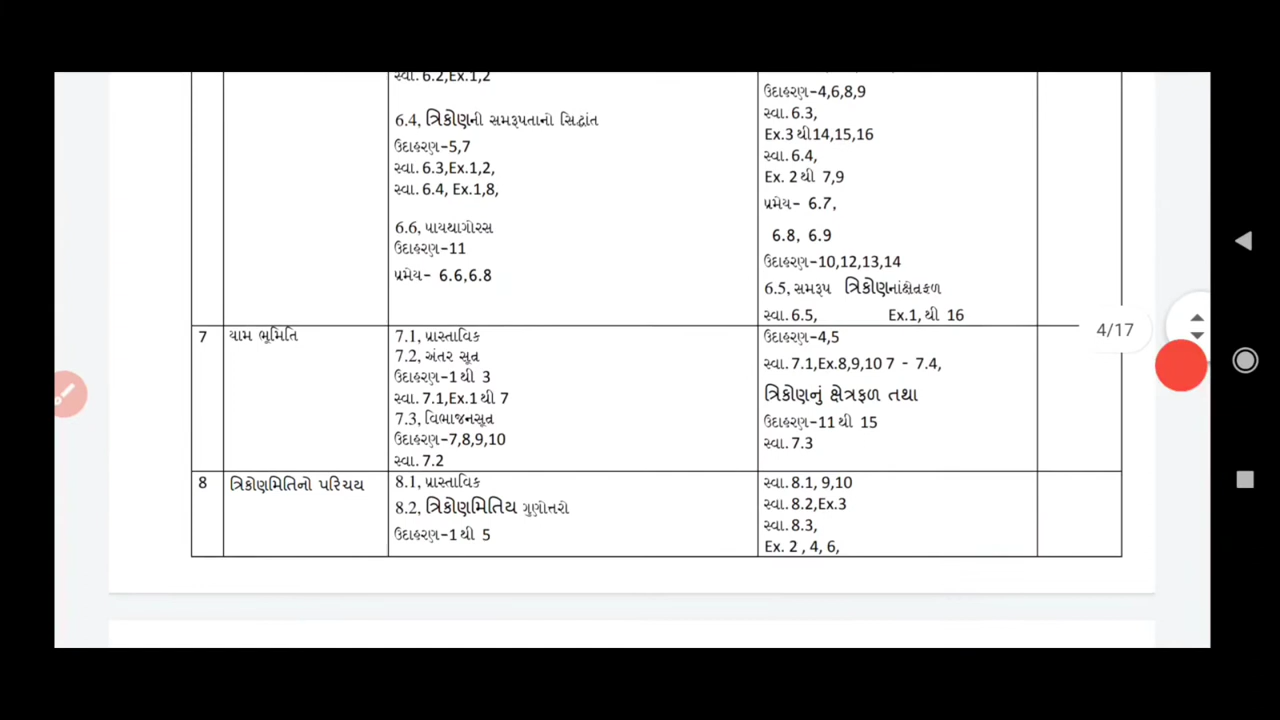 સ્વા. 6.2,Ex.1,2
6.4, ત્રિકોણની સમરૂપતાનો સિદ્ધાંત
ઉદાહરણ-5,7
સ્વા. 6.3,Ex.1,2,
સ્વા. 6.4, Ex.1,8,
6.6, પાયથાગોરસ
ઉદાહરણ-11
પ્રમેય- 6.6,6.8
ઉદાહરણ-4,6,8,9
સ્વા. 6.3,
Ex.3 થી 14,15,16
સ્વા. 6.4,
Ex. 2 થી 7,9
પ્રમેય- 6.7,
6.8, 6.9
ઉદાહરણ-10,12,13,14
6.5, સમરૂપ ત્રિકોણનાંક્ષેત્રફળ
સ્વા. 6.5, Ex.1, થી 16
7
યામ ભૂમિતિ
7.1, પ્રાસ્તાવિક
7.2, અંતર સૂત્ર
ઉદાહરણ-1 થી 3
સ્વા. 7.1,Ex.1 થી 7
7.3, વિભાજનસૂત્ર
ઉદાહરણ-7,8,9,10
સ્વા. 7.2
ઉદાહરણ-4,5
સ્વા. 7.1,Ex.8,9,10 7 - 7.4,
ત્રિકોણનું ક્ષેત્રફળ તથા
ઉદાહરણ-11 થી 15
સ્વા. 7.3
8
ત્રિકોણમિતિનો પરિચય
8.1, પ્રાસ્તાવિક
8.2, ત્રિકોણમિતિય ગુણોત્તરો
ઉદાહરણ-1 થી 5
સ્વા. 8.1, 9,10
સ્વા. 8.2,Ex.3
સ્વા. 8.3,
Ex. 2 , 4, 6,
4/17